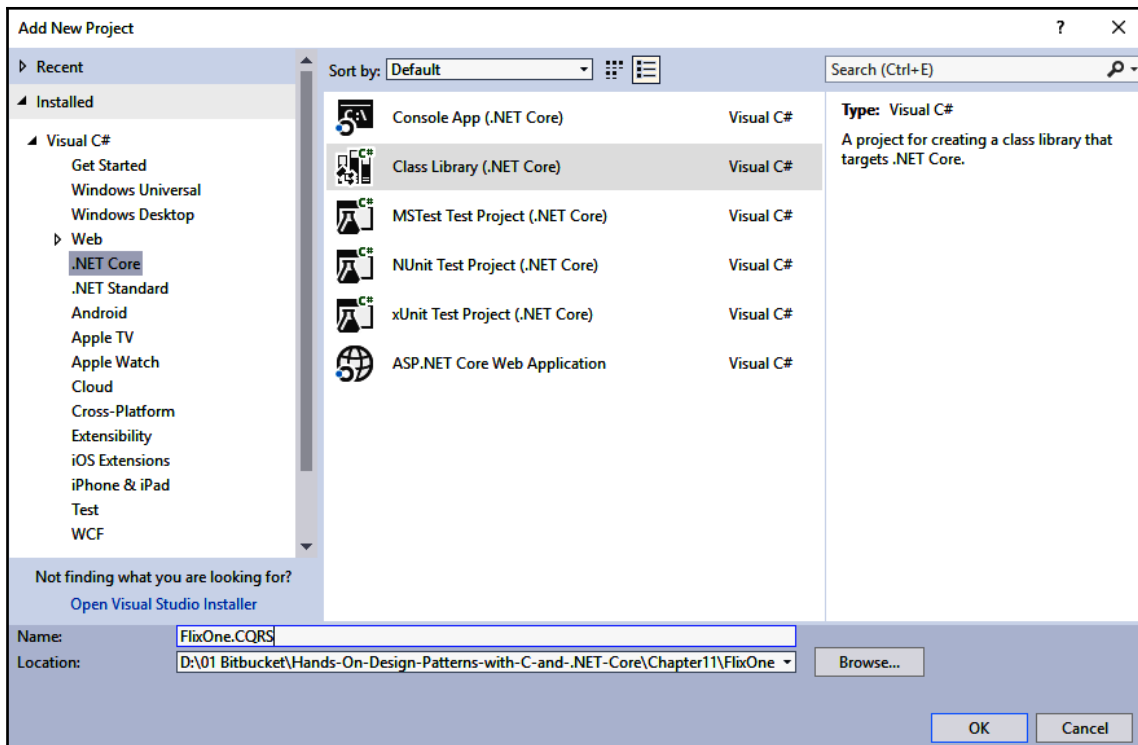 Add New Project
?
Recent
Installed
Visual C#
Get Started
Windows Universal
Windows Desktop
Web
.NET Core
.NET Standard
Android
Apple TV
Apple Watch
Cloud
Cross-Platform
Extensibility
iOS Extensions
iPhone & iPad
Test
WCF
Not finding what you are looking for?
Open Visual Studio Installer
Sort by: Default
C:\
Console App (.NET Core) Visual C#
C#
Class Library (.NET Core) Visual C#
C#
MSTest Test Project (.NET Core) Visual C#
C#
NUnit Test Project (.NET Core) Visual C#
C#
xUnit Test Project (.NET Core) Visual C#
ASP.NET Core Web Application Visual C#
Search (Ctrl+E)
Type: Visual C#
A project for creating a class library that
targets .NET Core.
Name: FlixOne.CQRS
Location: D:\01 Bitbucket\Hands-On-Design-Patterns-with-C-and-.NET-Core\Chapter11\FlixOne
Browse...
OK
Cancel